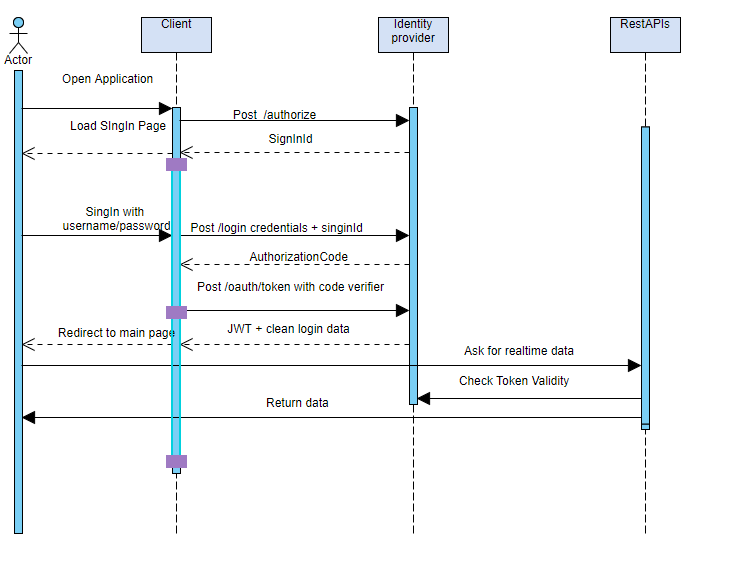 Client
Identity
provider
RestAPIs
Actor
Open Application
Post /authorize
Load SIngIn Page
SignInId
SingIn with
username/password
Post /login credentials + singinId
AuthorizationCode
Post /oauth/token with code verifier
Redirect to main page
JWT + clean login data
Ask for realtime data
Check Token Validity
Return data